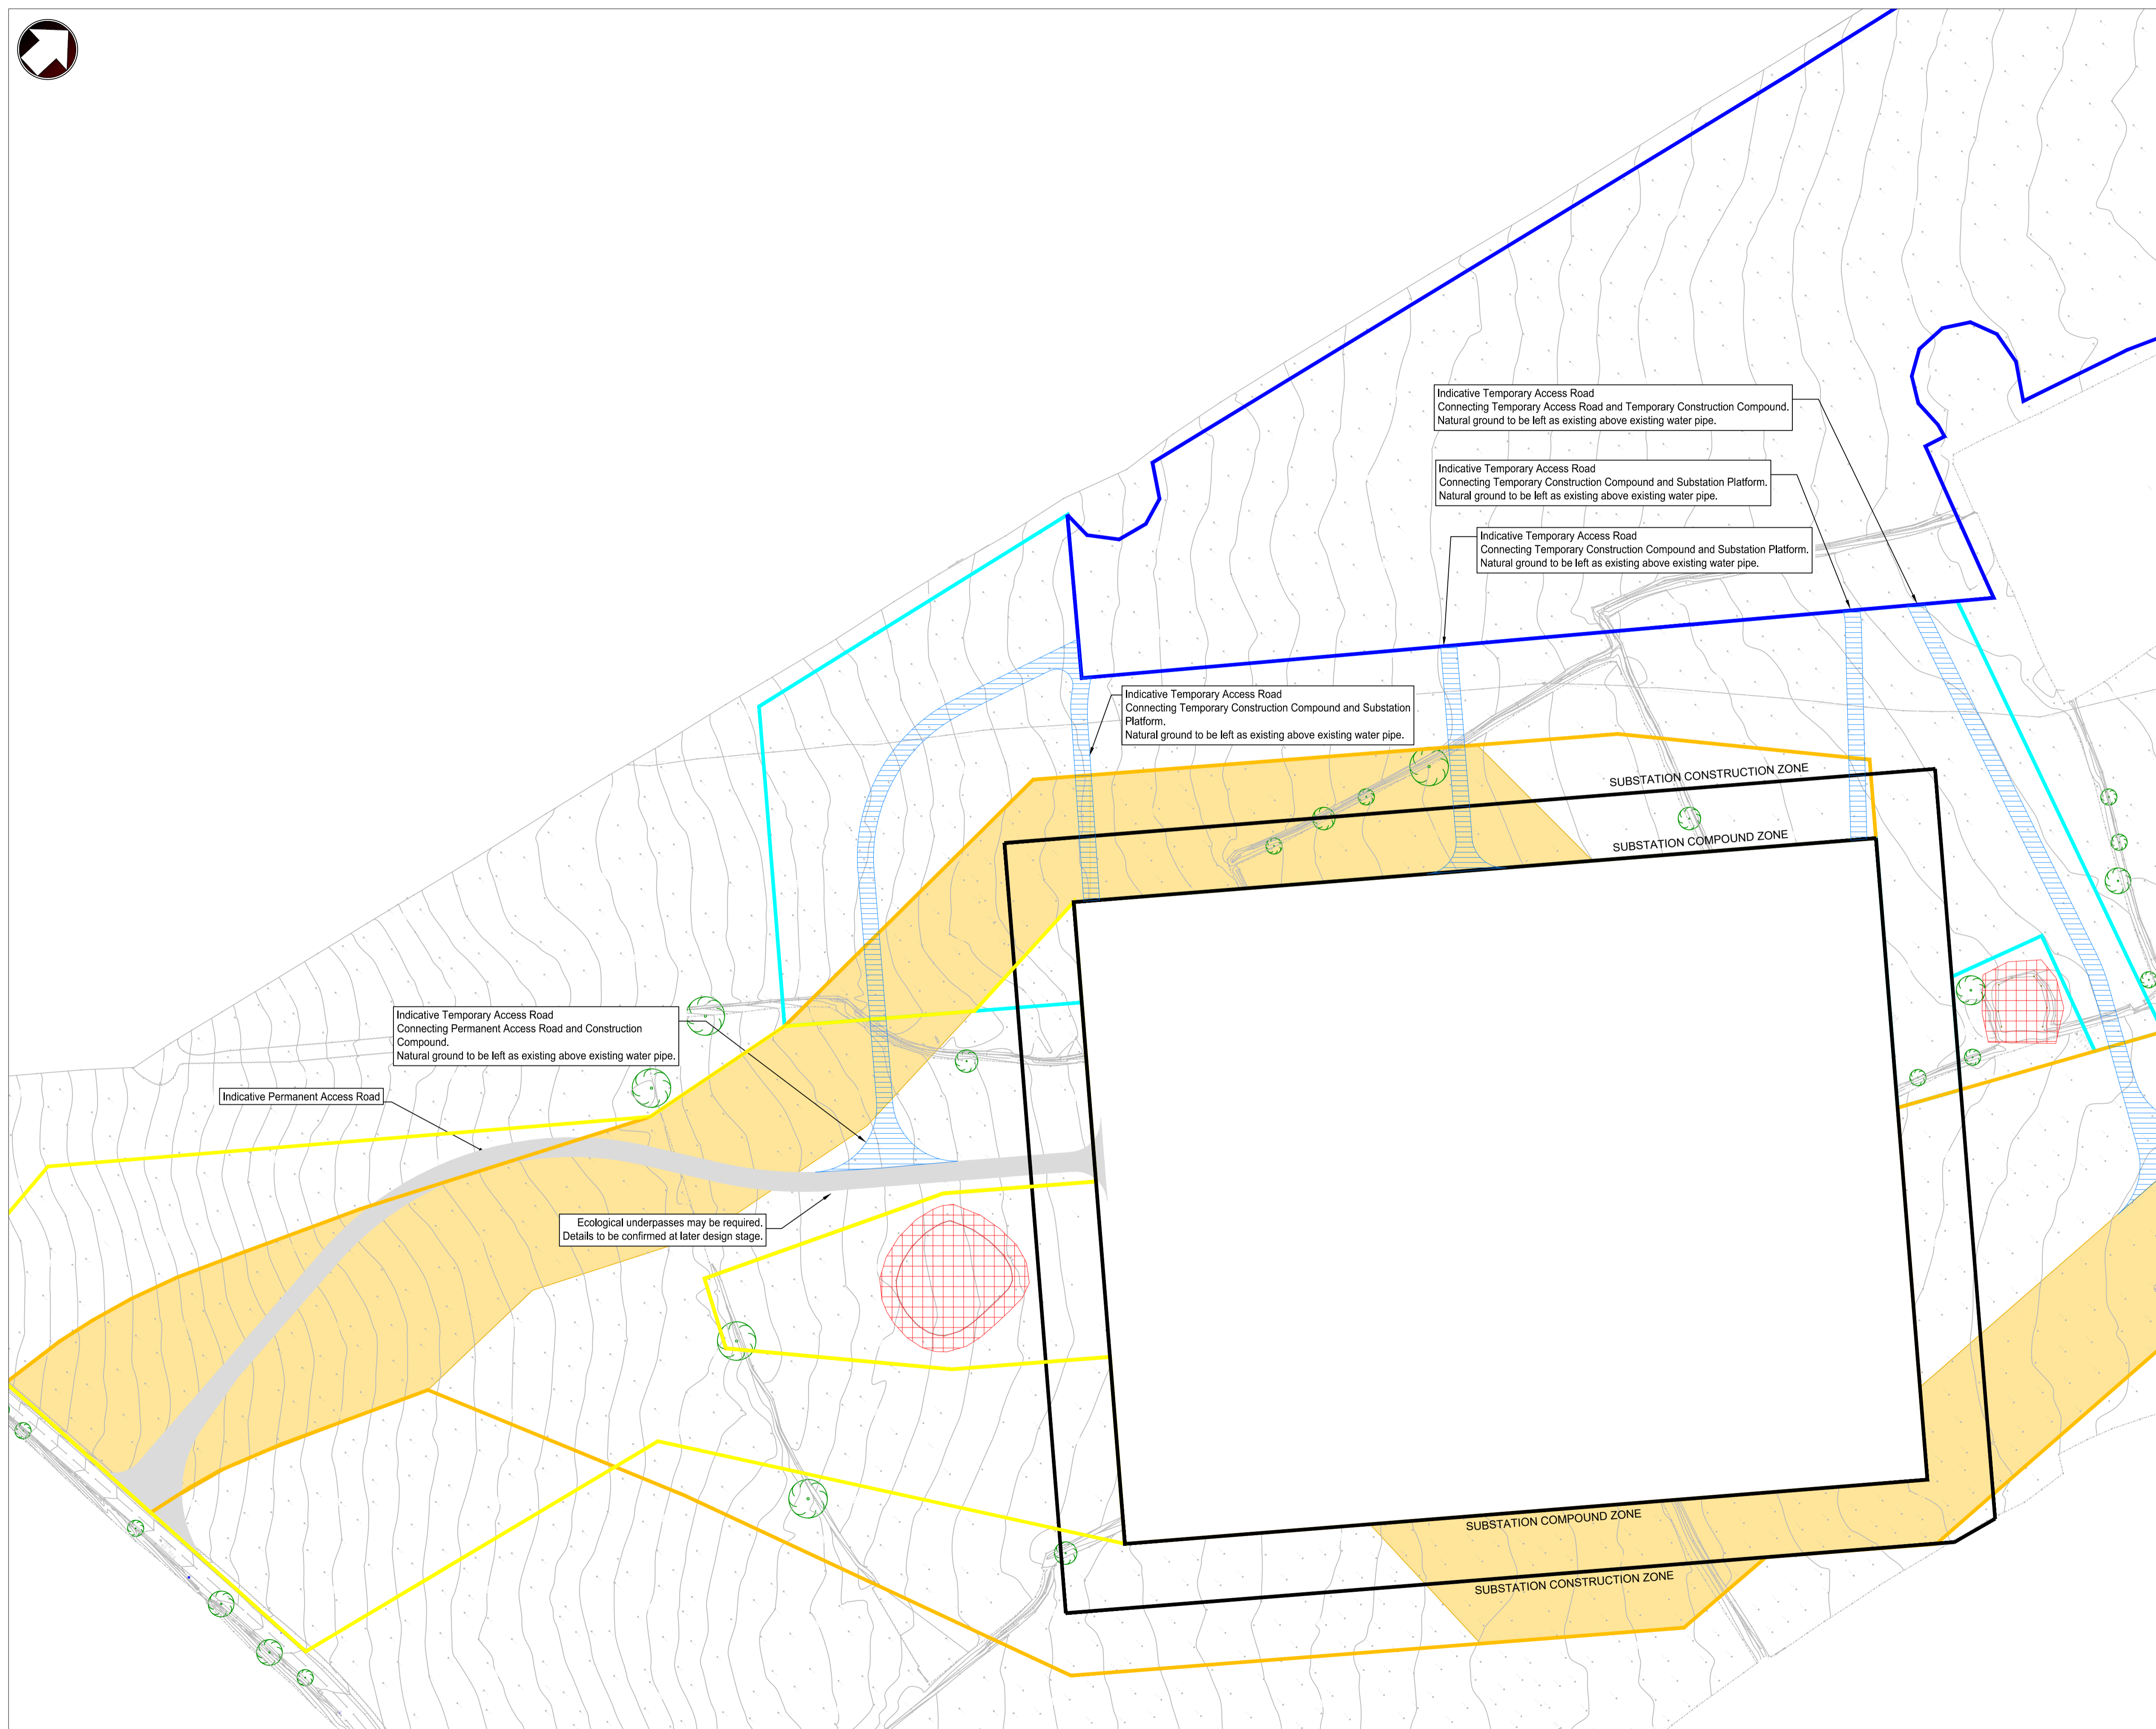 Indicative Temporary Access Road
Connecting Temporary Access Road and Temporary Construction Compound.
Natural ground to be left as existing above existing water pipe.
Indicative Temporary Access Road
Connecting Temporary Construction Compound and Substation Platform.
Natural ground to be left as existing above existing water pipe.
Indicative Temporary Access Road
Connecting Temporary Construction Compound and Substation Platform.
Natural ground to be left as existing above existing water pipe.
Indicative Temporary Access Road
Connecting Temporary Construction Compound and Substation
Platform.
Natural ground to be left as existing above existing water pipe.
SUBSTATION CONSTRUCTION ZONE
SUBSTATION COMPOUND ZONE
Indicative Temporary Access Road
Connecting Permanent Access Road and Construction
Compound.
Natural ground to be left as existing above existing water pipe.
Indicative Permanent Access Road
Ecological underpasses may be required.
Details to be confirmed at later design stage.
SUBSTATION COMPOUND ZONE
SUBSTATION CONSTRUCTION ZONE